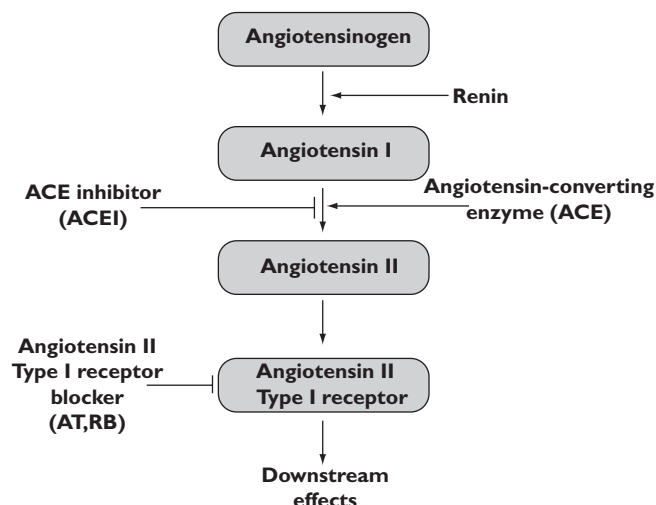 Angiotensinogen
Renin
Angiotensin I
ACE inhibitor
(ACEI)
Angiotensin-converting
enzyme (ACE)
Angiotensin II
Angiotensin II
Type I receptor
blocker
(AT,RB)
Angiotensin II
Type I receptor
Downstream
effects